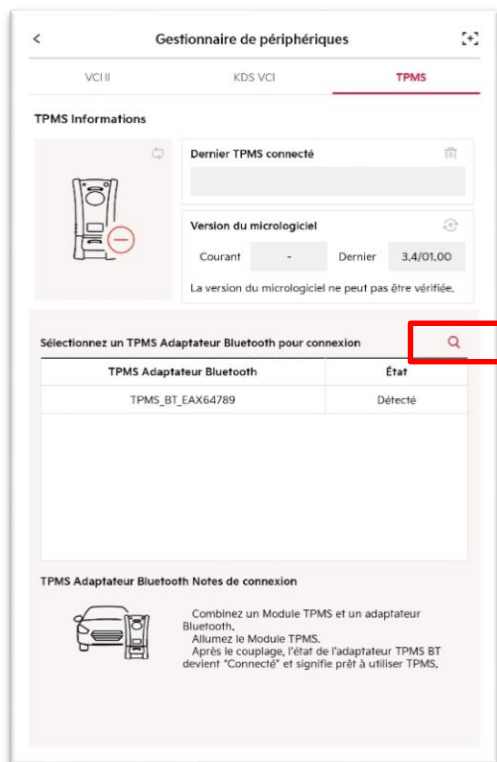 Gestionnaire de périphériques
VCI II
KDS VCI
TPMS
TPMS Informations
Dernier TPMS connecté
Version du micrologiciel
Courant
-
Dernier
3.4/01.00
La version du micrologiciel ne peut pas être vérifiée.
Sélectionnez un TPMS Adaptateur Bluetooth pour connexion
TPMS Adaptateur Bluetooth
État
TPMS_BT_EAX64789
Détecté
TPMS Adaptateur Bluetooth Notes de connexion
Combinez un Module TPMS et un adaptateur
Bluetooth.
Allumez le Module TPMS.
Après le couplage, l'état de l'adaptateur TPMS BT
devient "Connecté" et signifie prêt à utiliser TPMS.